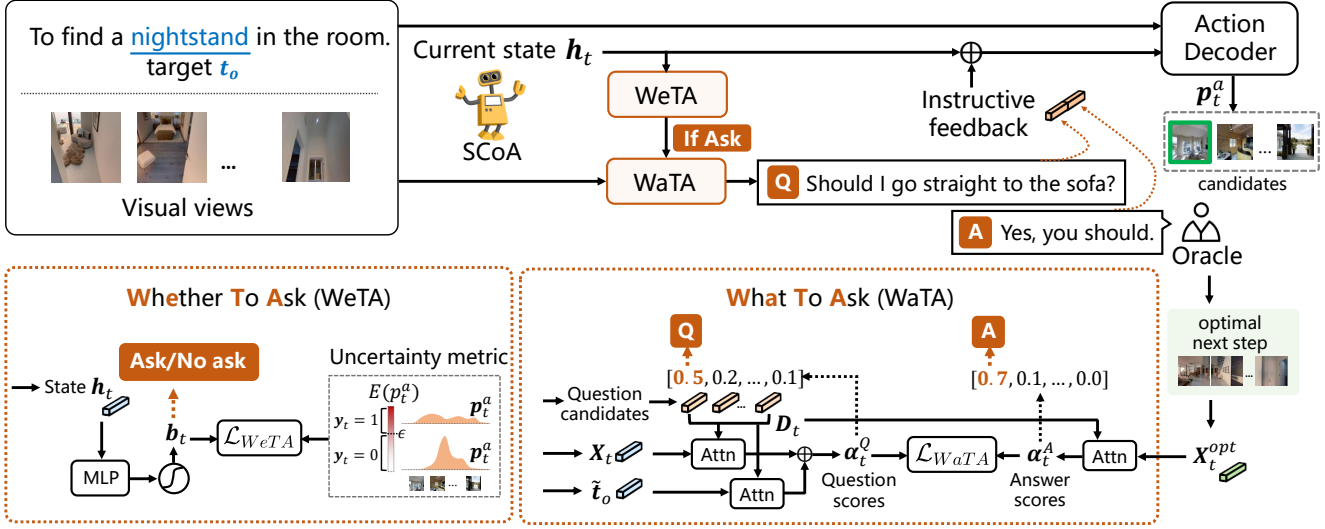 To find a nightstand in the room.
target t_o
...
Visual views
Current state h_t
SCoA
WeTA
If Ask
WaTA
Instructive
feedback
Q Should I go straight to the sofa?
A Yes, you should.
Action
Decoder
p_t^a
...
candidates
Oracle
optimal
next step
...
X_t^{opt}
Whether To Ask (WeTA)
Ask/No ask
State h_t
MLP
b_t
ℒ_{WeTA}
Uncertainty metric
E(p_t^a)
y_t = 1
ϵ
y_t = 0
p_t^a
p_t^a
...
What To Ask (WaTA)
Q
A
[0.5, 0.2, ..., 0.1]
[0.7, 0.1, ..., 0.0]
Question
candidates
...
D_t
X_t
Attn
α_t^Q
ℒ_{WaTA}
α_t^A
Attn
t̃_o
Attn
Question
scores
Answer
scores